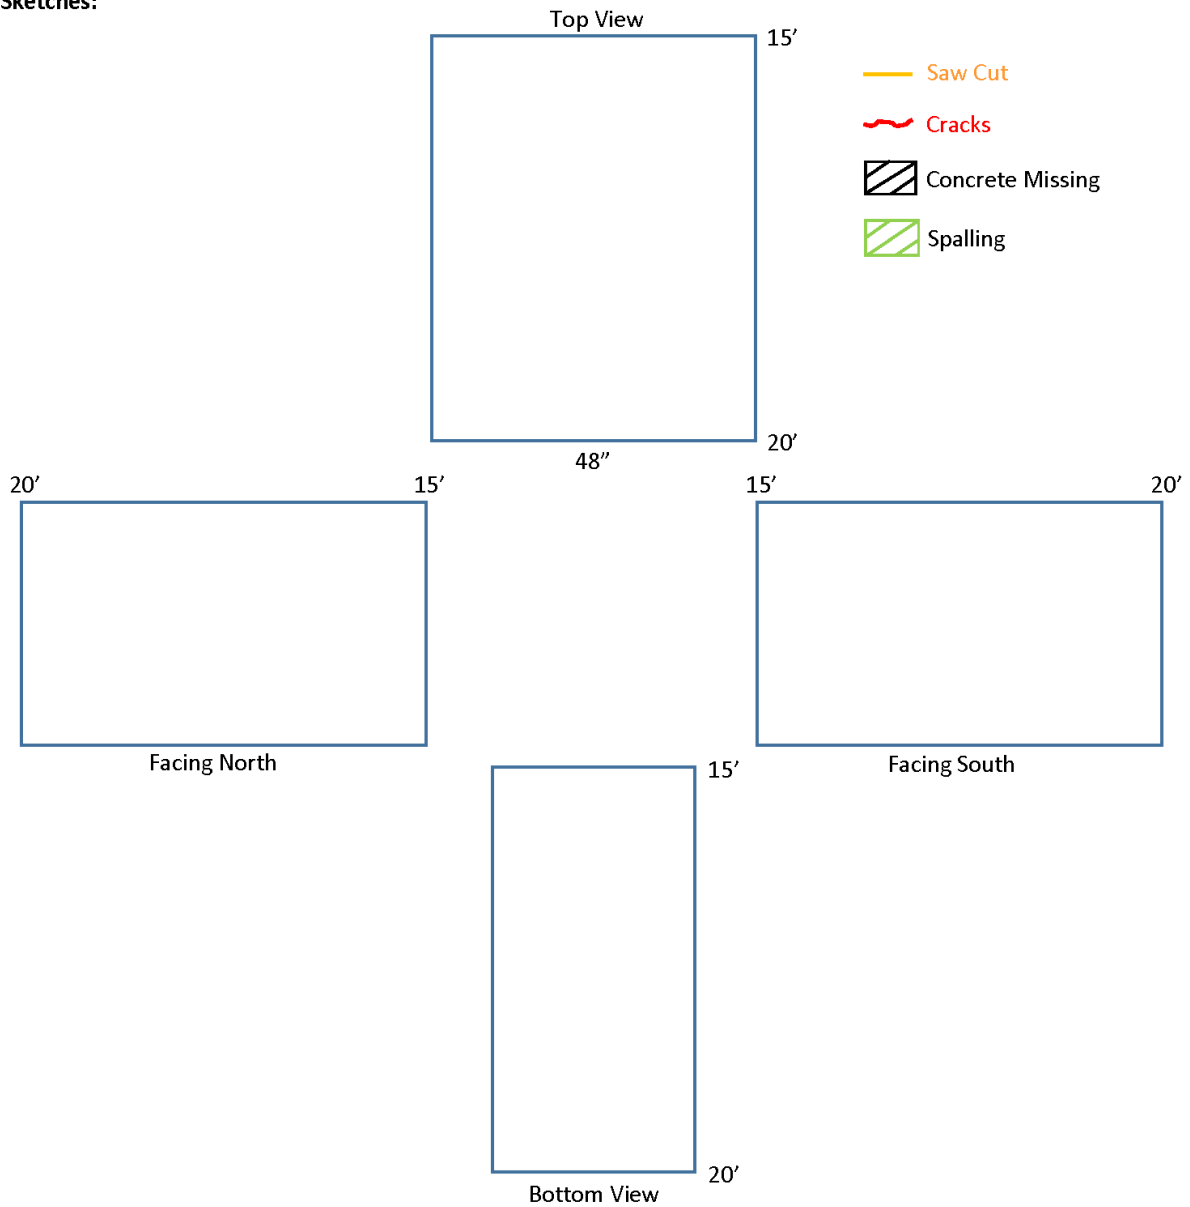 Sketches:
Top View
15’
Saw Cut
Cracks
Concrete Missing
Spalling
20’
48”
20’
15’
15’
20’
Facing North
Facing South
15’
20’
Bottom View